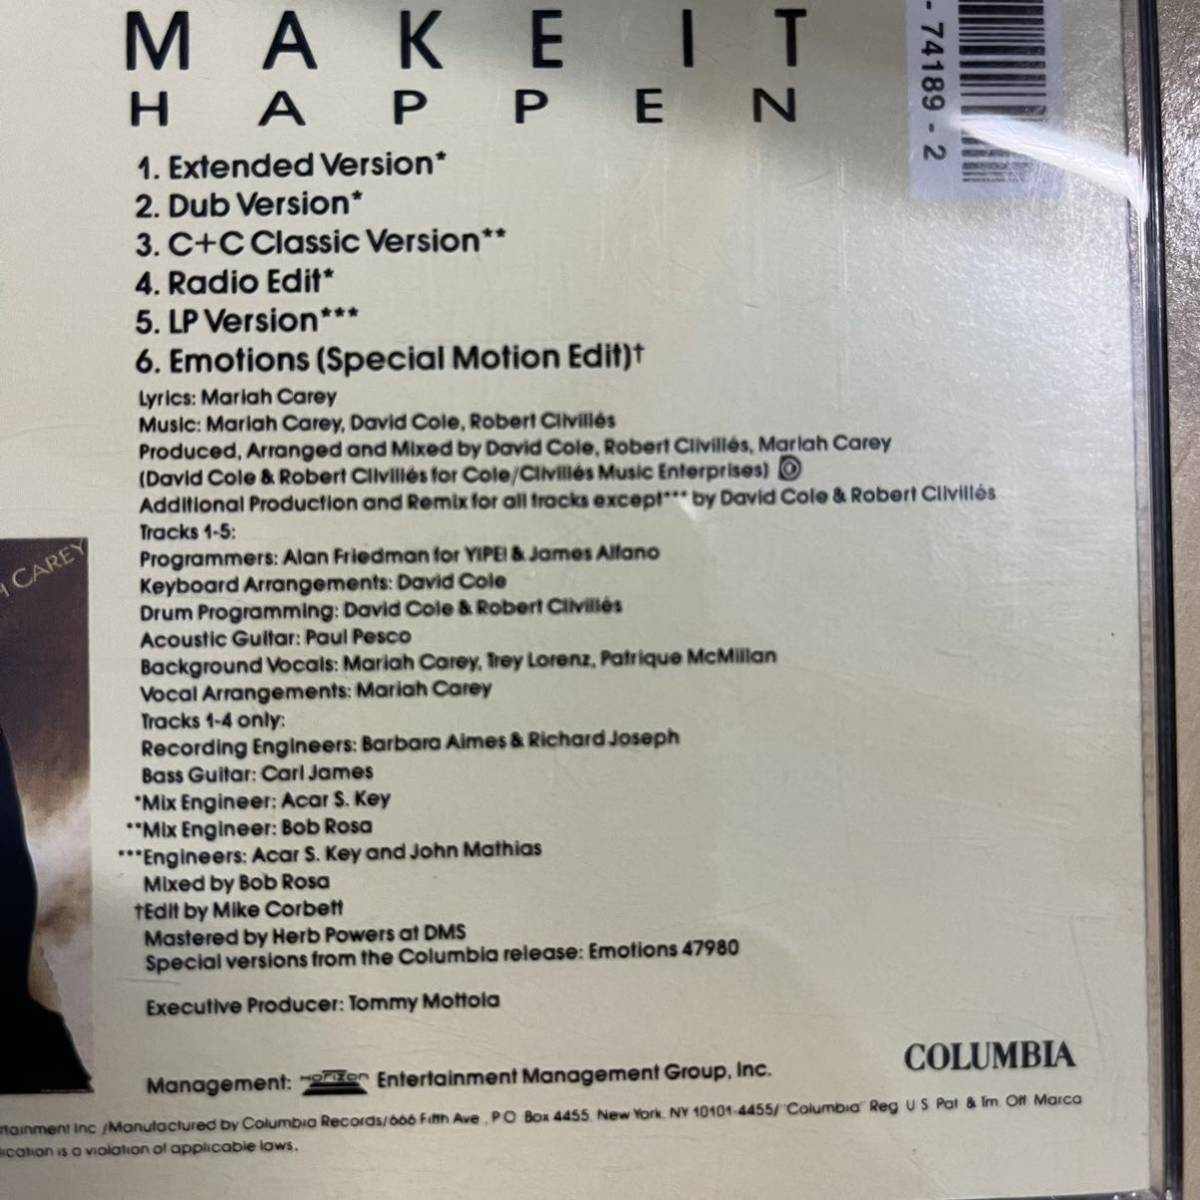 MAKE IT
HAPPEN
- 74189 - 2
1. Extended Version*
2. Dub Version*
3. C+C Classic Version**
4. Radio Edit*
5. LP Version***
6. Emotions (Special Motion Edit)†
Lyrics: Mariah Carey
Music: Mariah Carey, David Cole, Robert Clivillés
Produced, Arranged and Mixed by David Cole, Robert Clivillés, Mariah Carey
(David Cole & Robert Clivillés for Cole/Clivillés Music Enterprises)
Additional Production and Remix for all tracks except*** by David Cole & Robert Clivillés
Tracks 1-5:
Programmers: Alan Friedman for YIPE! & James Alfano
Keyboard Arrangements: David Cole
Drum Programming: David Cole & Robert Clivillés
Acoustic Guitar: Paul Pesco
Background Vocals: Mariah Carey, Trey Lorenz, Patrique McMillan
Vocal Arrangements: Mariah Carey
Tracks 1-4 only:
Recording Engineers: Barbara Aimes & Richard Joseph
Bass Guitar: Carl James
*Mix Engineer: Acar S. Key
**Mix Engineer: Bob Rosa
***Engineers: Acar S. Key and John Mathias
Mixed by Bob Rosa
†Edit by Mike Corbett
Mastered by Herb Powers at DMS
Special versions from the Columbia release: Emotions 47980
Executive Producer: Tommy Mottola
Management: HORIZON Entertainment Management Group, Inc.
COLUMBIA
rtainment Inc./Manufactured by Columbia Records/666 Fifth Ave., P.O. Box 4455, New York, NY 10101-4455/"Columbia" Reg. U.S. Pat. & Tm. Off. Marca
ication is a violation of applicable laws.
CAREY